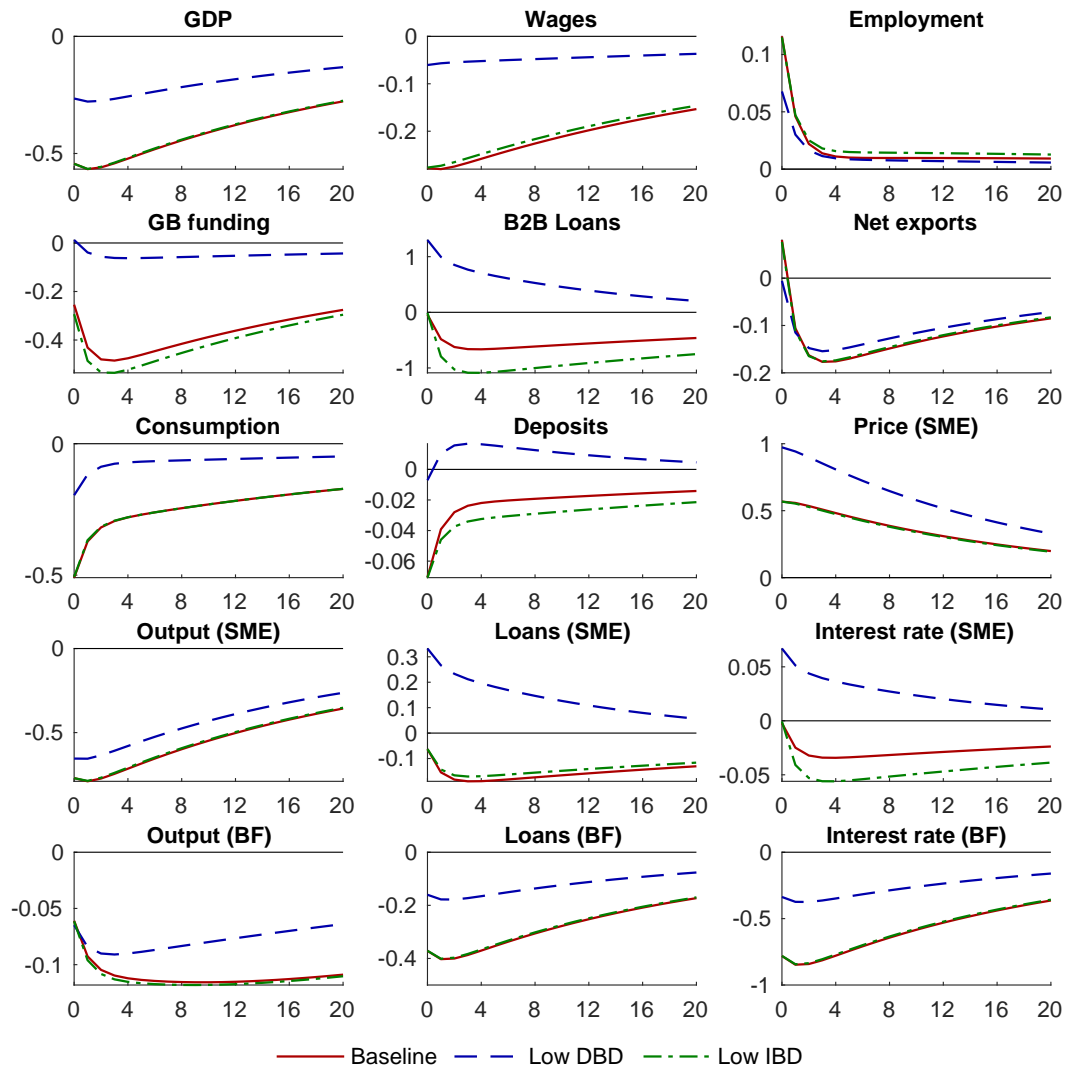 GDP Wages Employment
0 0 0.1
-0.1 0.05
-0.5 -0.2 0
0 4 8 12 16 20 0 4 8 12 16 20 0 4 8 12 16 20
GB funding B2B Loans Net exports
0 1 0
-0.2 0 -0.1
-0.4 -1 -0.2
0 4 8 12 16 20 0 4 8 12 16 20 0 4 8 12 16 20
Consumption Deposits Price (SME)
0 0 1
-0.02 0.5
-0.04
-0.5 -0.06 0
0 4 8 12 16 20 0 4 8 12 16 20 0 4 8 12 16 20
Output (SME) Loans (SME) Interest rate (SME)
0 0.3 0.05
0.2
0.1 0
-0.5 0
-0.1 -0.05
0 4 8 12 16 20 0 4 8 12 16 20 0 4 8 12 16 20
Output (BF) Loans (BF) Interest rate (BF)
0 0 0
-0.05 -0.2 -0.5
-0.1 -0.4 -1
0 4 8 12 16 20 0 4 8 12 16 20 0 4 8 12 16 20
Baseline Low DBD Low IBD